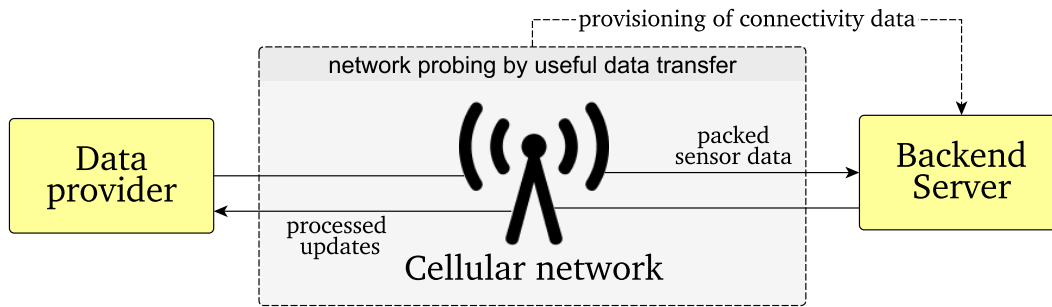 provisioning of connectivity data
network probing by useful data transfer
Data
provider
packed
sensor data
Backend
Server
processed
updates
Cellular network